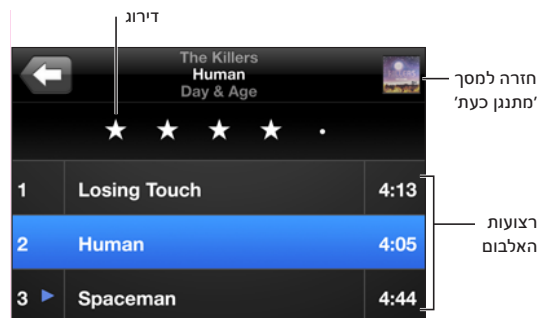 דירוג
The Killers
Human
Day & Age
חזרה למסך
'מתנגן כעת'
1 Losing Touch 4:13
2 Human 4:05
3 Spaceman 4:44
רצועות
האלבום